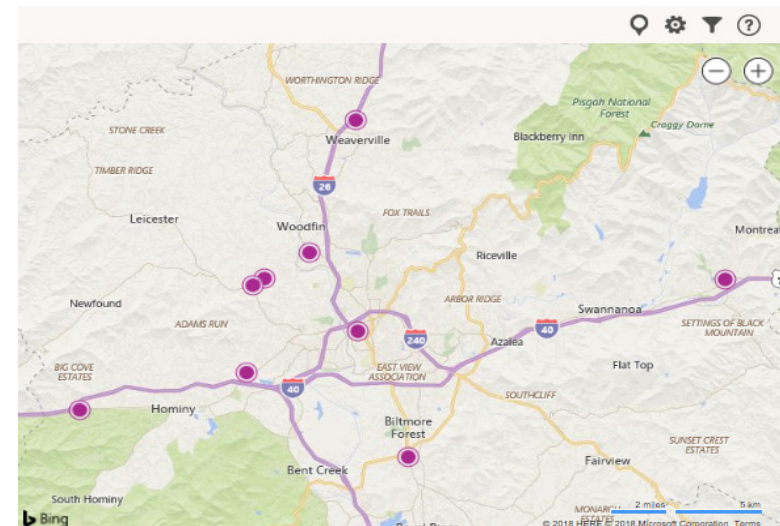 WORTHINGTON RIDGE
Pisgah National
Forest
Craggy Dome
STONE CREEK
Weaverville
Blackberry Inn
TIMBER RIDGE
26
Leicester
FOX TRAILS
Woodfin
Montreat
Riceville
Newfound
ARBOR RIDGE
Swannanoa
ADAMS RUN
40
SETTINGS OF BLACK
MOUNTAIN
240
Azalea
BIG COVE
ESTATES
EAST VIEW
ASSOCIATION
Flat Top
40
Hominy
SOUTHCLIFF
Biltmore
Forest
SUNSET CREST
ESTATES
Bent Creek
Fairview
South Hominy
MONARCH
ESTATES
2 miles
5 km
Bing
© 2018 HERE © 2018 Microsoft Corporation Terms